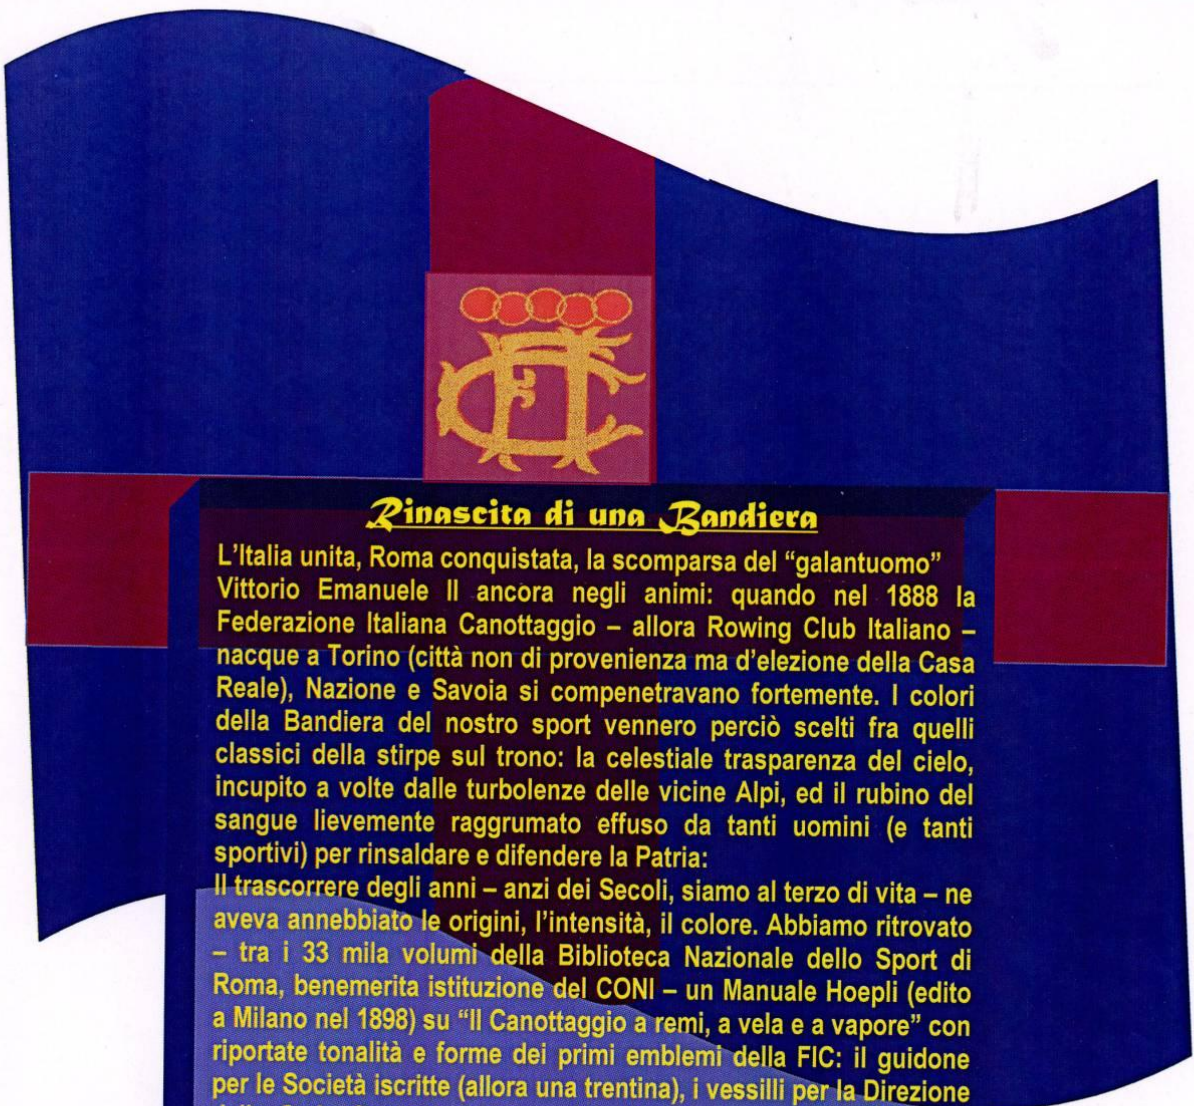 FIC
Rinascita di una Bandiera
L'Italia unita, Roma conquistata, la scomparsa del “galantuomo”
Vittorio Emanuele II ancora negli animi: quando nel 1888 la
Federazione Italiana Canottaggio – allora Rowing Club Italiano –
nacque a Torino (città non di provenienza ma d'elezione della Casa
Reale), Nazione e Savoia si compenetravano fortemente. I colori
della Bandiera del nostro sport vennero perciò scelti fra quelli
classici della stirpe sul trono: la celestiale trasparenza del cielo,
incupito a volte dalle turbolenze delle vicine Alpi, ed il rubino del
sangue lievemente raggrumato effuso da tanti uomini (e tanti
sportivi) per rinsaldare e difendere la Patria:
Il trascorrere degli anni – anzi dei Secoli, siamo al terzo di vita – ne
aveva annebbiato le origini, l'intensità, il colore. Abbiamo ritrovato
– tra i 33 mila volumi della Biblioteca Nazionale dello Sport di
Roma, benemerita istituzione del CONI – un Manuale Hoepli (edito
a Milano nel 1898) su “Il Canottaggio a remi, a vela e a vapore” con
riportate tonalità e forme dei primi emblemi della FIC: il guidone
per le Società iscritte (allora una trentina), i vessilli per la Direzione